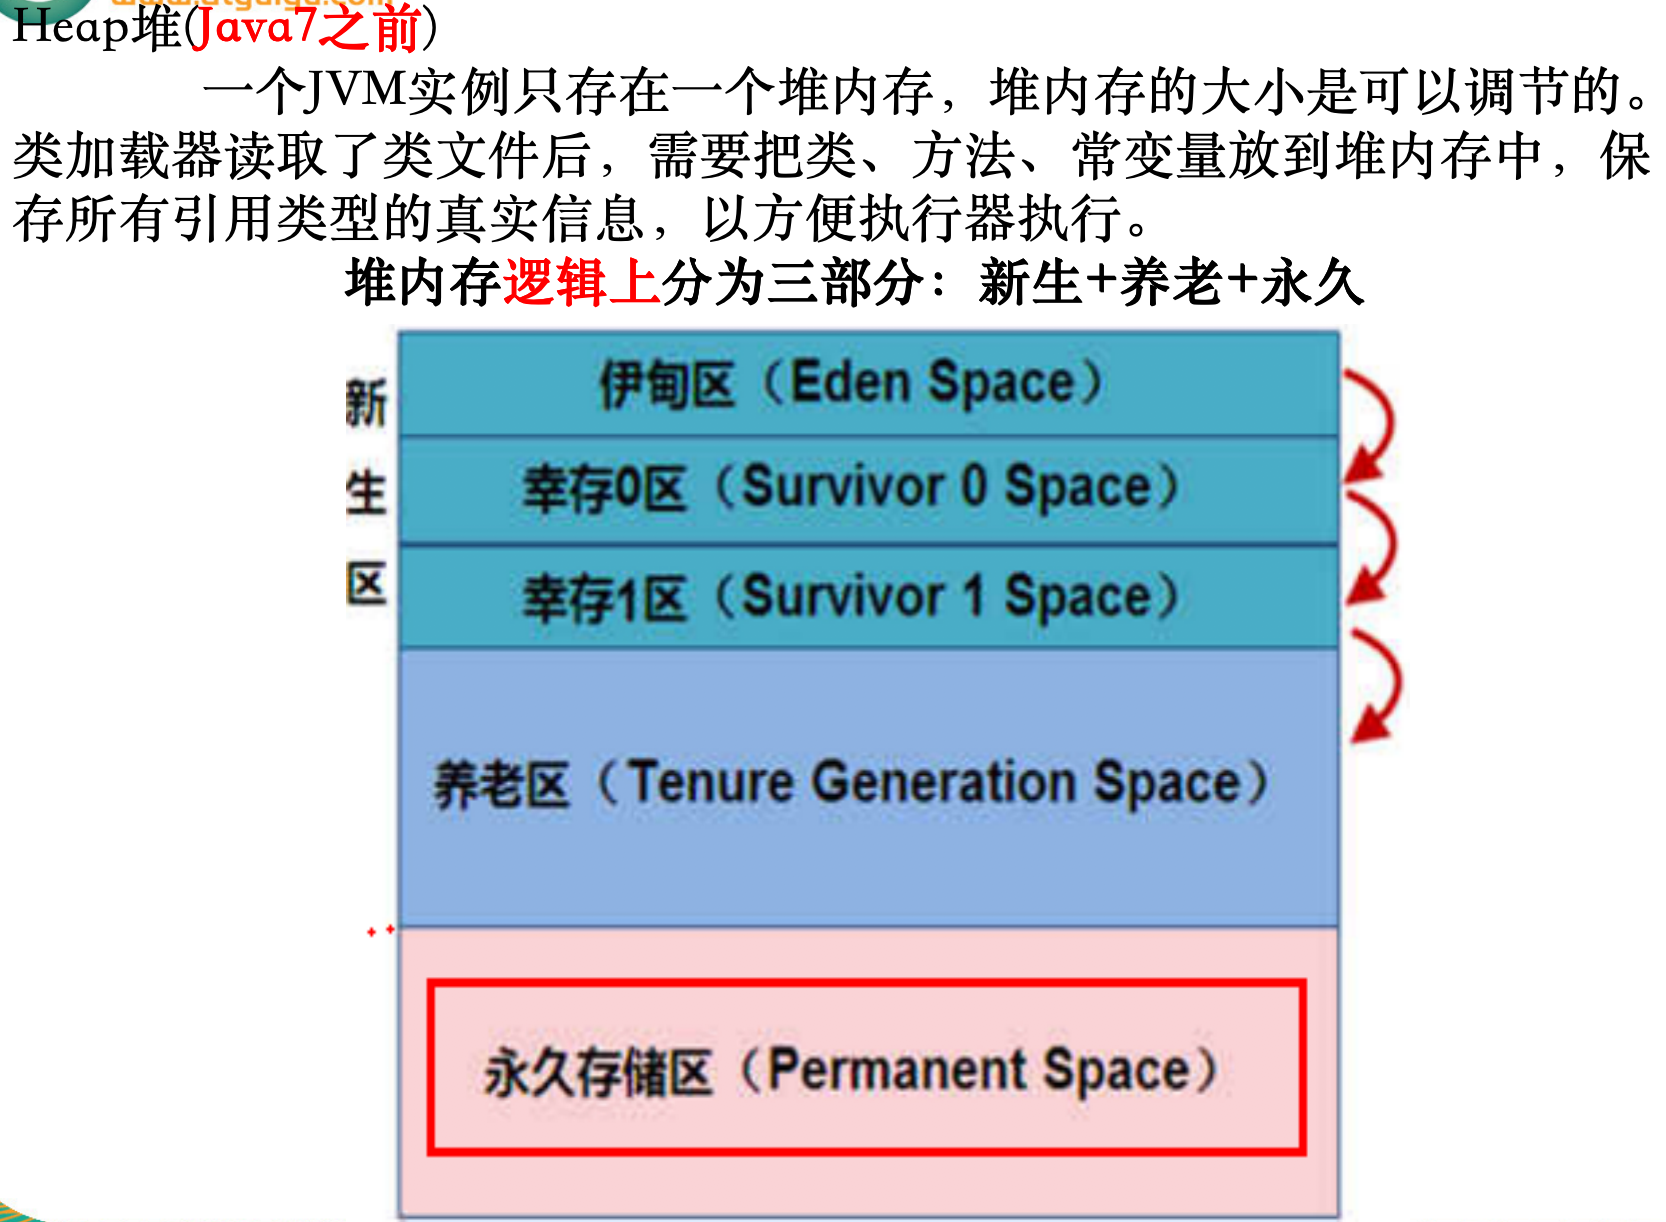 Heap堆(Java7之前)
一个JVM实例只存在一个堆内存，堆内存的大小是可以调节的。
类加载器读取了类文件后，需要把类、方法、常变量放到堆内存中，保
存所有引用类型的真实信息，以方便执行器执行。
堆内存逻辑上分为三部分：新生+养老+永久
新
生
区
伊甸区（Eden Space）
幸存0区（Survivor 0 Space）
幸存1区（Survivor 1 Space）
养老区（Tenure Generation Space）
永久存储区（Permanent Space）